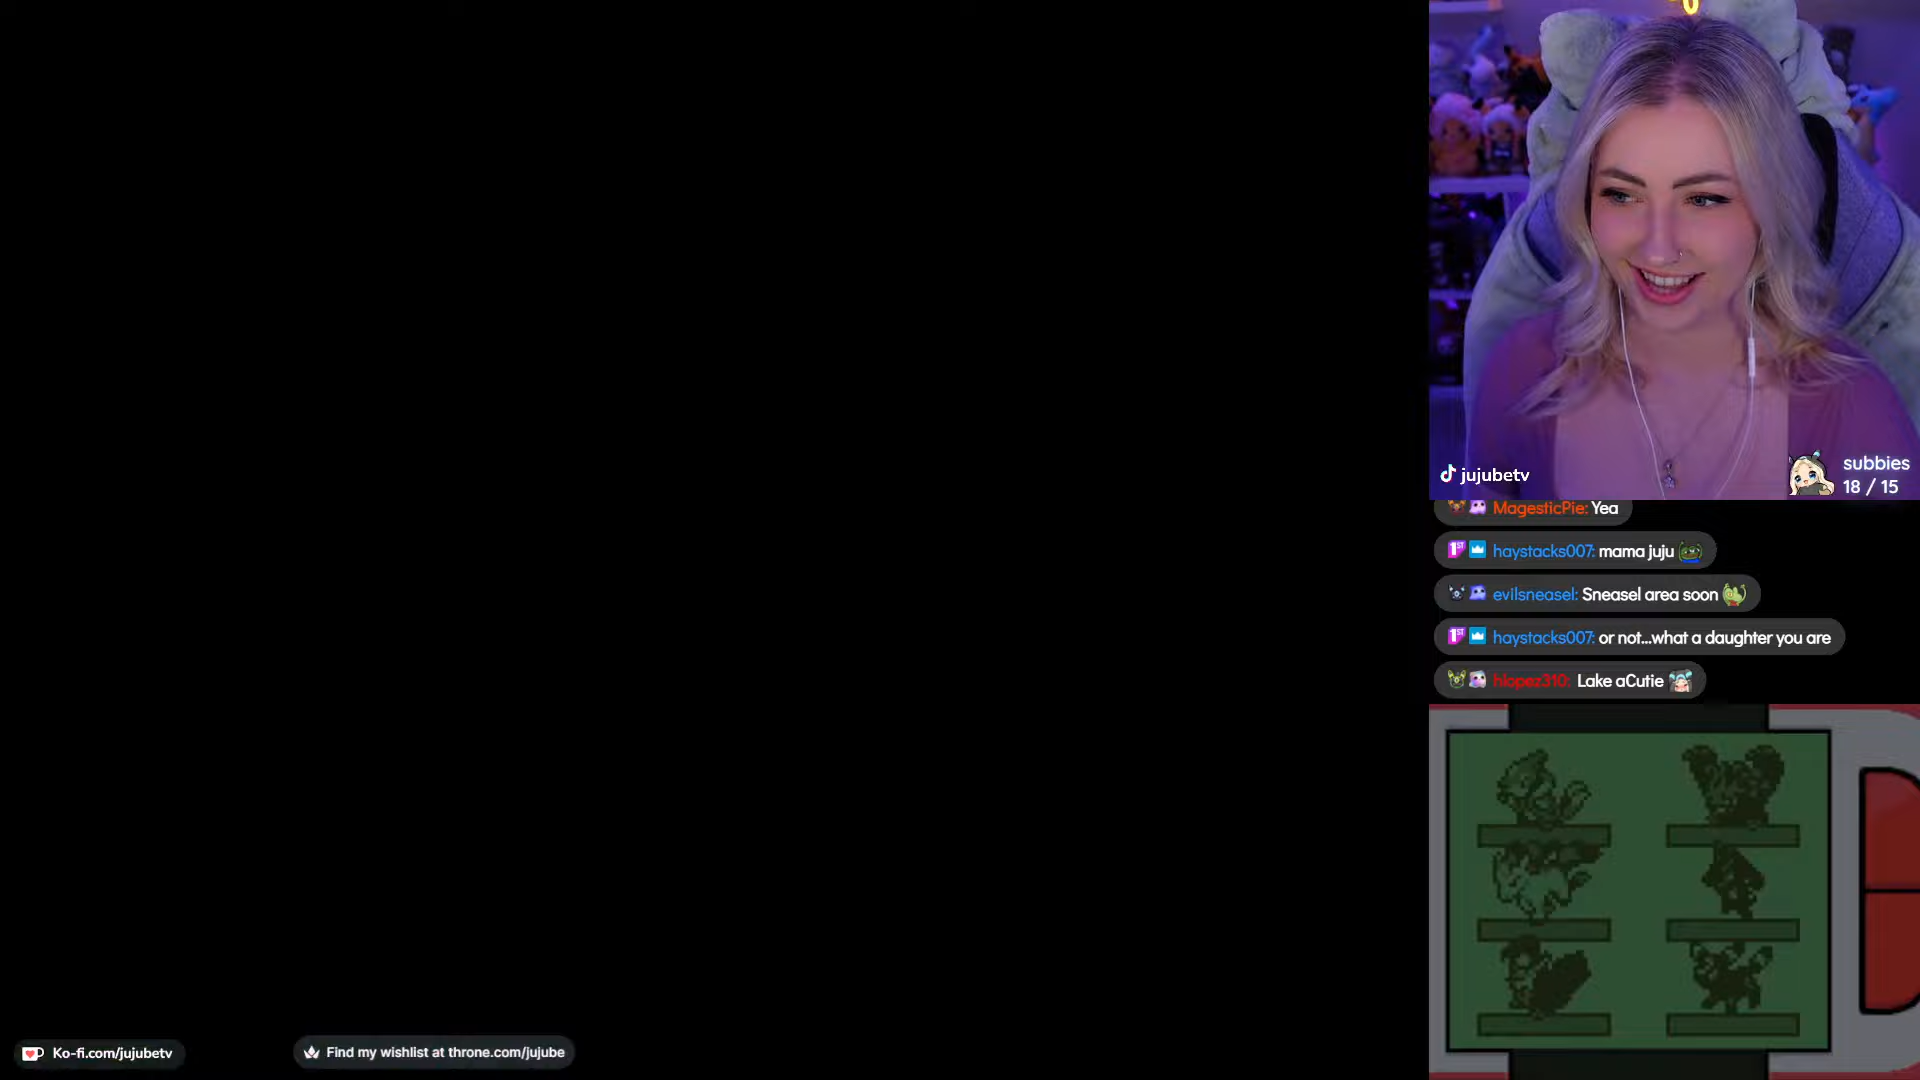 jujubetv
subbies
18 / 15
MagesticPie: Yea
haystacks007: mama juju
evilsneasel: Sneasel area soon
haystacks007: or not...what a daughter you are
hlopez310: Lake aCutie
Ko-fi.com/jujubetv
Find my wishlist at throne.com/jujube